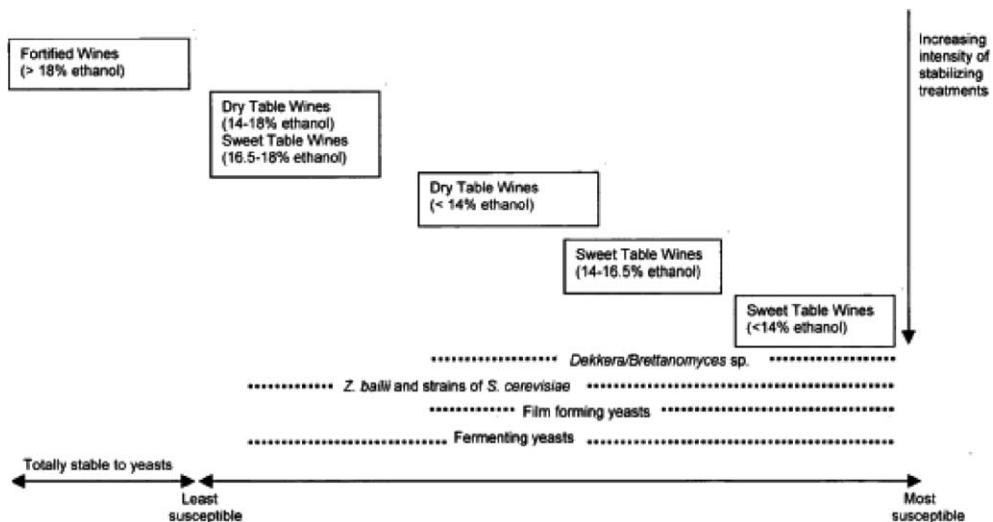 Fortified Wines
(> 18% ethanol)
Increasing
intensity of
stabilizing
treatments
Dry Table Wines
(14-18% ethanol)
Sweet Table Wines
(16.5-18% ethanol)
Dry Table Wines
(< 14% ethanol)
Sweet Table Wines
(14-16.5% ethanol)
Sweet Table Wines
(<14% ethanol)
Dekkera/Brettanomyces sp.
Z. bailii and strains of S. cerevisiae
Film forming yeasts
Fermenting yeasts
Totally stable to yeasts
Least
susceptible
Most
susceptible